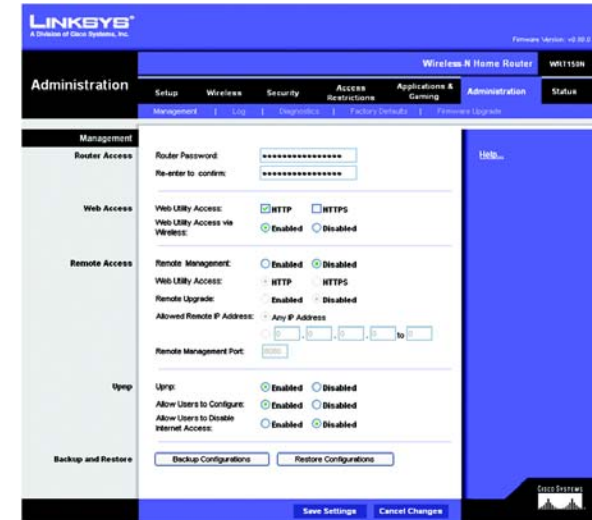 LINKSYS®
A Division of Cisco Systems, Inc.
Firmware Version: v0.00.0
Wireless-N Home Router WRT150N
Administration
Setup Wireless Security Access Restrictions Applications & Gaming Administration Status
Management | Log | Diagnostics | Factory Defaults | Firmware Upgrade
Management
Router Access
Router Password:
Re-enter to confirm:
Help...
Web Access
Web Utility Access: HTTP HTTPS
Web Utility Access via Wireless: Enabled Disabled
Remote Access
Remote Management: Enabled Disabled
Web Utility Access: HTTP HTTPS
Remote Upgrade: Enabled Disabled
Allowed Remote IP Address: Any IP Address
0 . 0 . 0 . 0 to 0
Remote Management Port: 8080
Upnp
Upnp: Enabled Disabled
Allow Users to Configure: Enabled Disabled
Allow Users to Disable Internet Access: Enabled Disabled
Backup and Restore
Backup Configurations Restore Configurations
Save Settings Cancel Changes
CISCO SYSTEMS